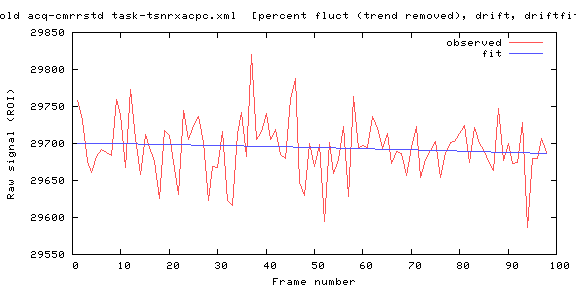 old acq-cmrrstd task-tsnrxacpc.xml [percent fluct (trend removed), drift, driftfi
29850
29800
29750
29700
29650
29600
29550
Raw signal (ROI)
observed
fit
0 10 20 30 40 50 60 70 80 90 100
Frame number